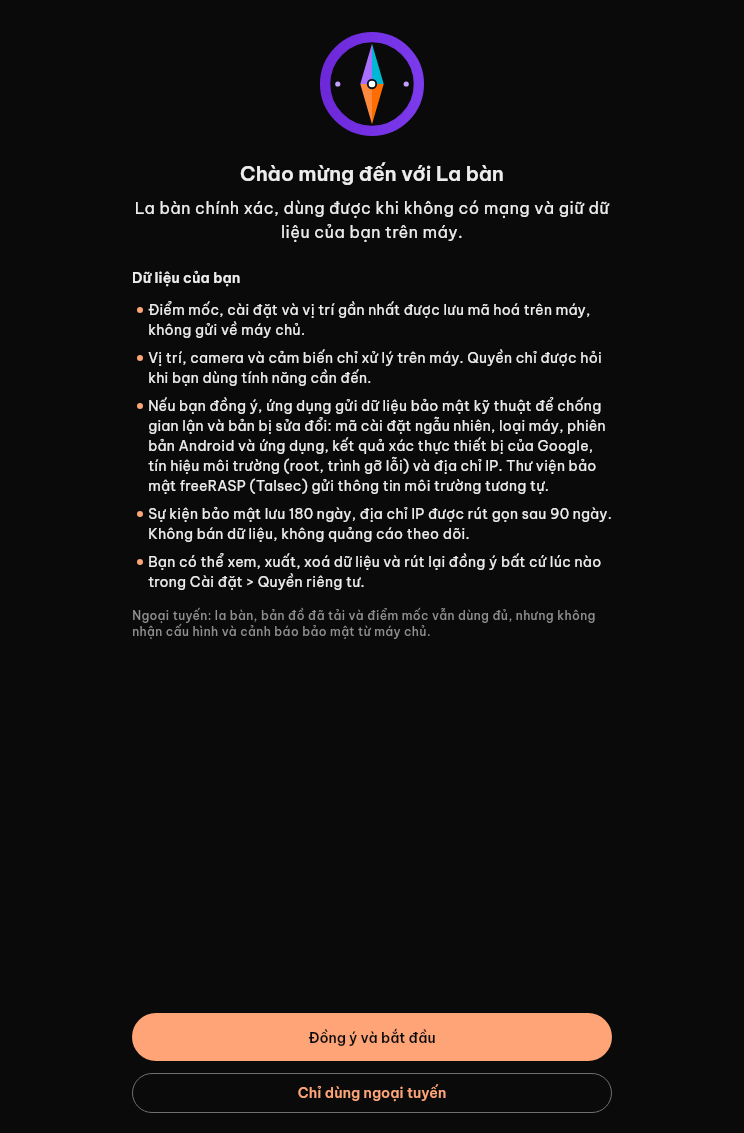 Chào mừng đến với La bàn
La bàn chính xác, dùng được khi không có mạng và giữ dữ
liệu của bạn trên máy.
Dữ liệu của bạn
Điểm mốc, cài đặt và vị trí gần nhất được lưu mã hoá trên máy,
không gửi về máy chủ.
Vị trí, camera và cảm biến chỉ xử lý trên máy. Quyền chỉ được hỏi
khi bạn dùng tính năng cần đến.
Nếu bạn đồng ý, ứng dụng gửi dữ liệu bảo mật kỹ thuật để chống
gian lận và bản bị sửa đổi: mã cài đặt ngẫu nhiên, loại máy, phiên
bản Android và ứng dụng, kết quả xác thực thiết bị của Google,
tín hiệu môi trường (root, trình gỡ lỗi) và địa chỉ IP. Thư viện bảo
mật freeRASP (Talsec) gửi thông tin môi trường tương tự.
Sự kiện bảo mật lưu 180 ngày, địa chỉ IP được rút gọn sau 90 ngày.
Không bán dữ liệu, không quảng cáo theo dõi.
Bạn có thể xem, xuất, xoá dữ liệu và rút lại đồng ý bất cứ lúc nào
trong Cài đặt > Quyền riêng tư.
Ngoại tuyến: la bàn, bản đồ đã tải và điểm mốc vẫn dùng đủ, nhưng không
nhận cấu hình và cảnh báo bảo mật từ máy chủ.
Đồng ý và bắt đầu
Chỉ dùng ngoại tuyến